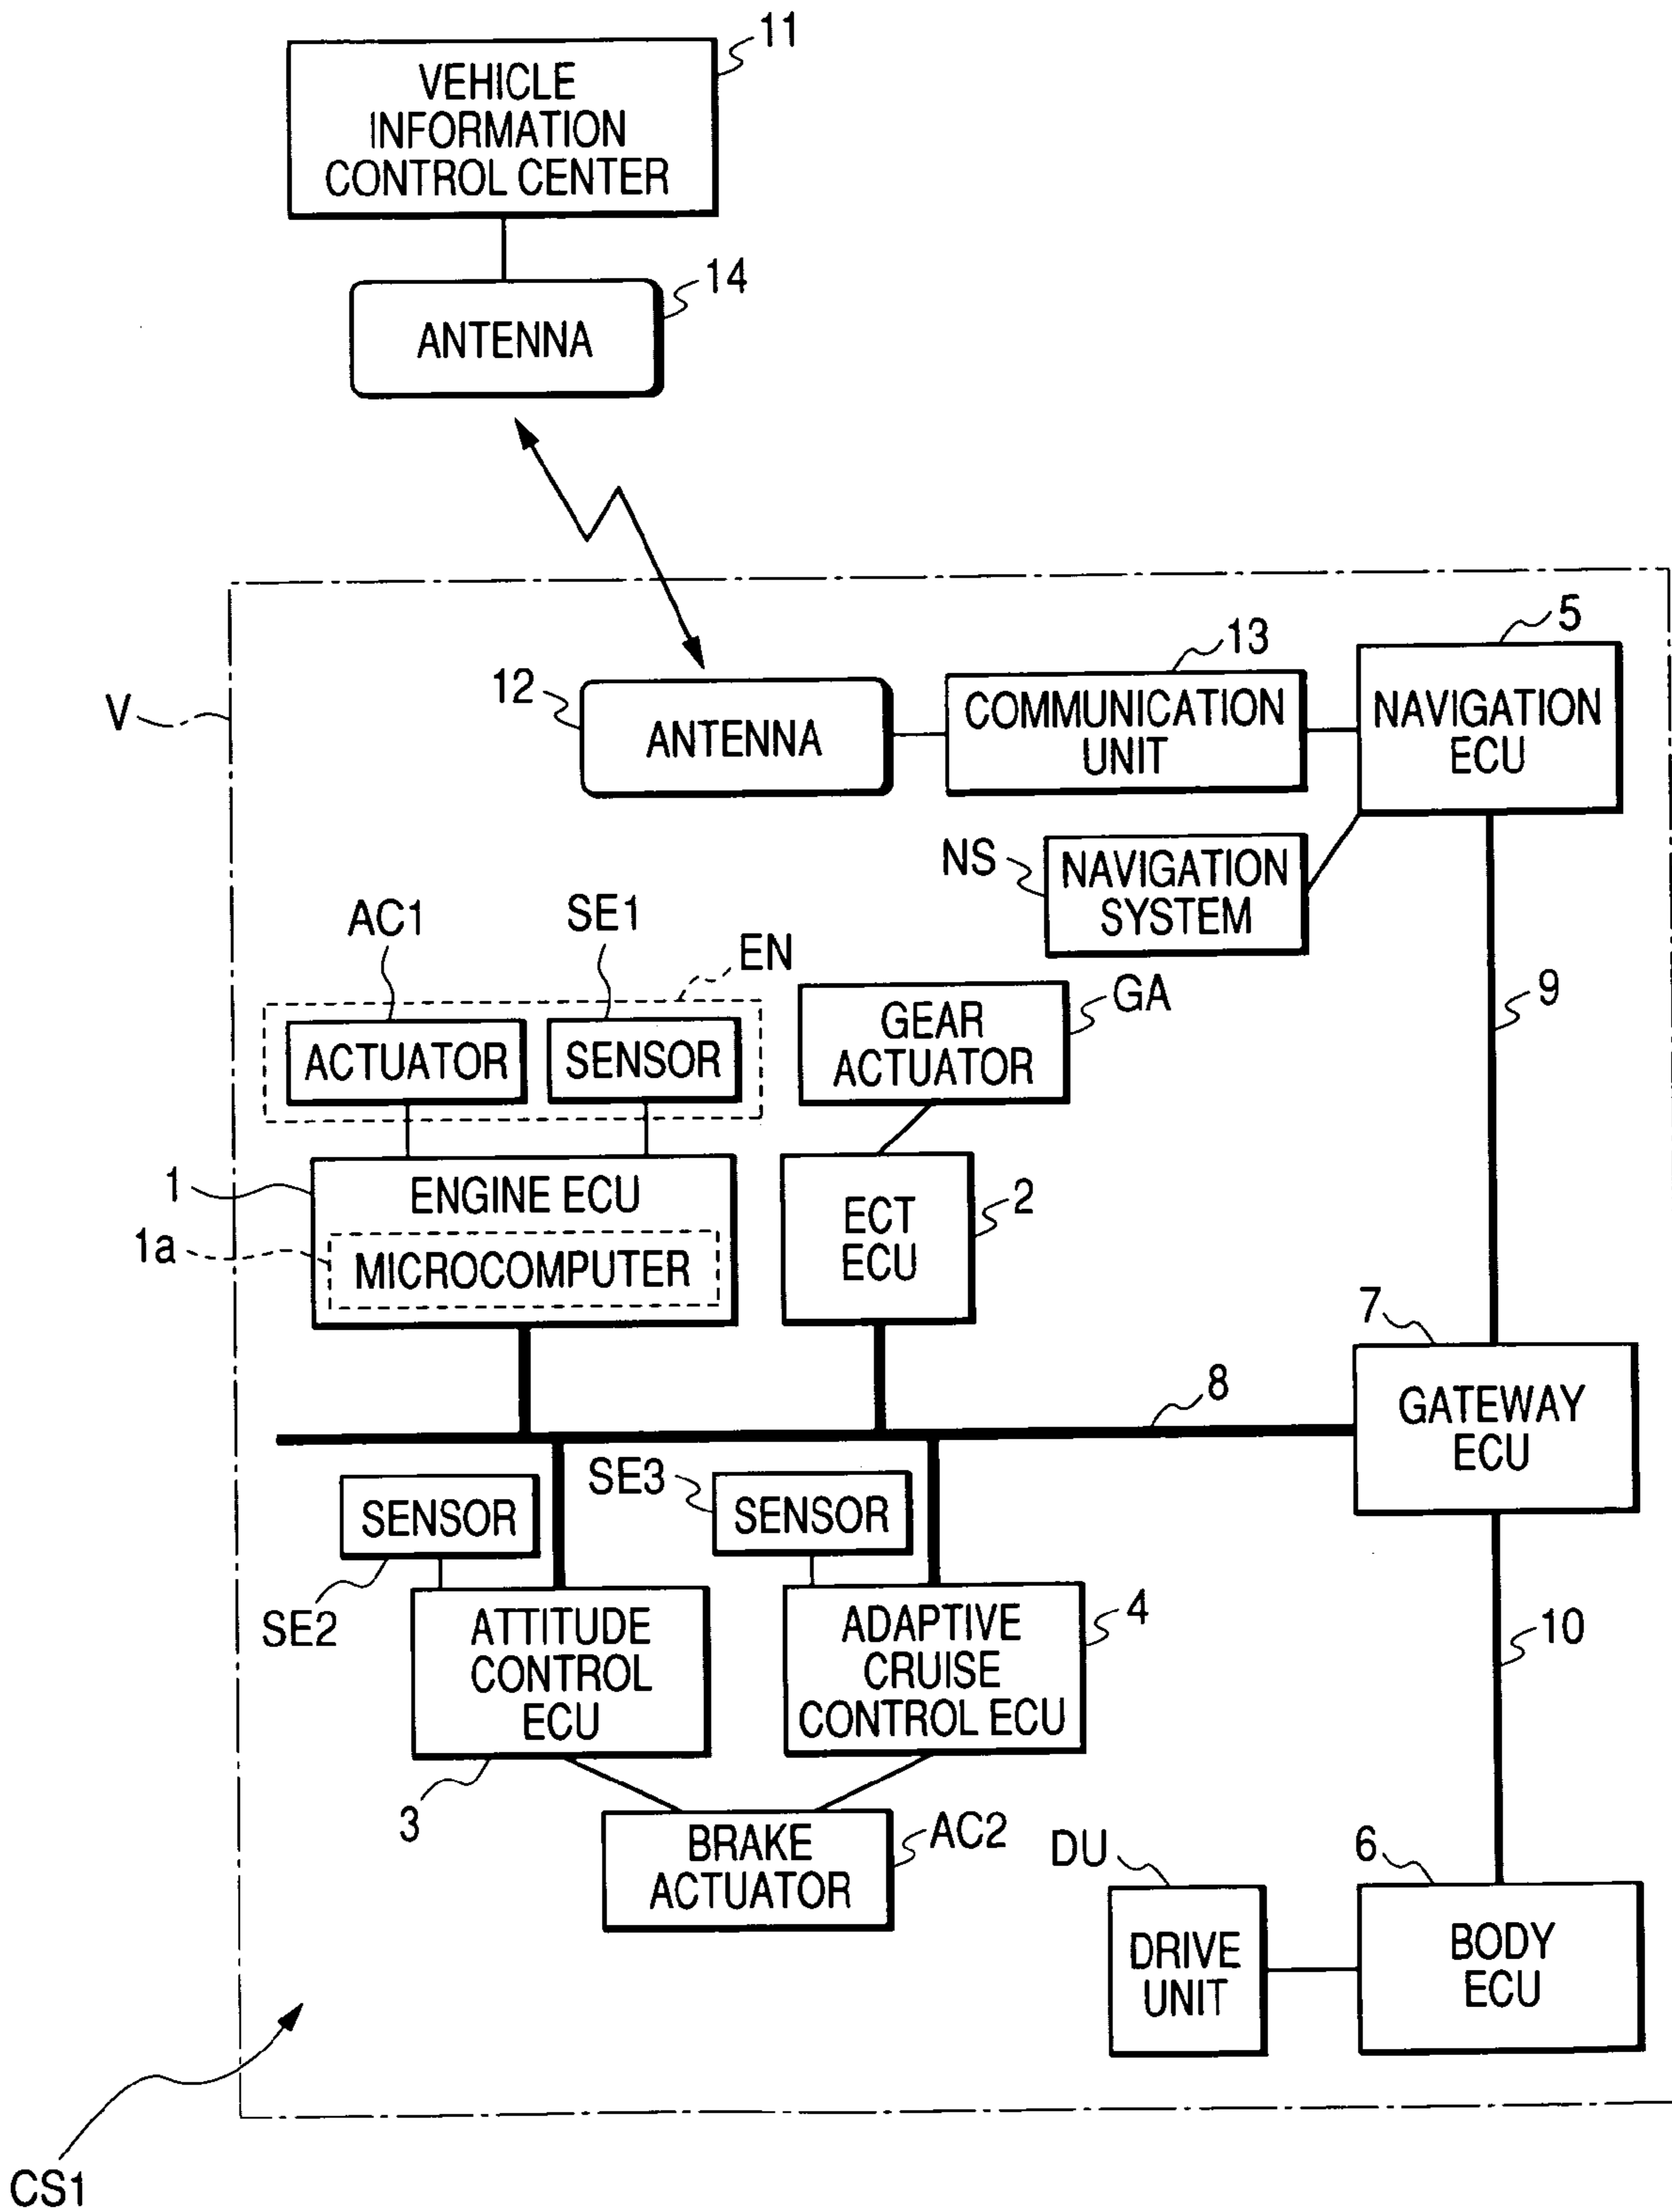 11
VEHICLE
INFORMATION
CONTROL CENTER
14
ANTENNA
5
13
12
V
COMMUNICATION
UNIT
NAVIGATION
ECU
ANTENNA
NS
NAVIGATION
SYSTEM
AC1
SE1
EN
GA
9
GEAR
ACTUATOR
ACTUATOR
SENSOR
1
ENGINE ECU
1a
MICROCOMPUTER
ECT
ECU
2
7
8
GATEWAY
ECU
SE3
SENSOR
SENSOR
SE2
ATTITUDE
CONTROL
ECU
ADAPTIVE
CRUISE
CONTROL ECU
4
10
3
BRAKE
ACTUATOR
AC2
DU
6
DRIVE
UNIT
BODY
ECU
CS1